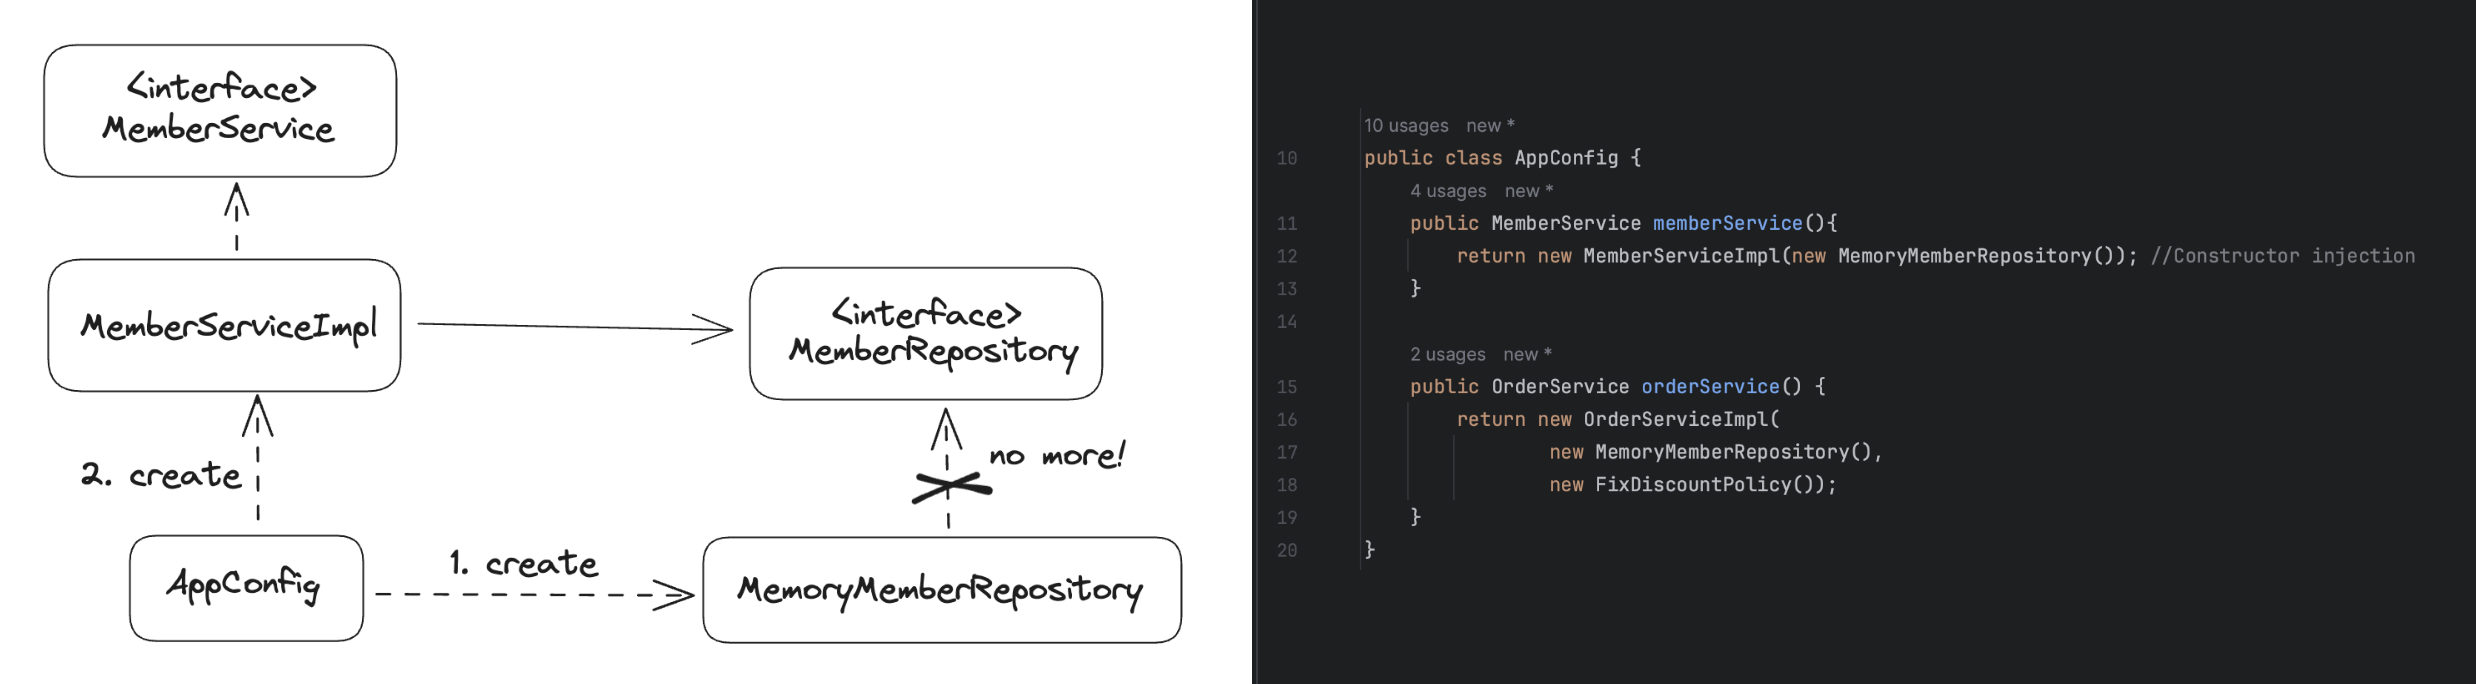 <interface>
MemberService
MemberServiceImpl
<interface>
MemberRepository
no more!
2. create
1. create
AppConfig
MemoryMemberRepository
10 usages new *
10 public class AppConfig {
4 usages new *
11 public MemberService memberService(){
12 return new MemberServiceImpl(new MemoryMemberRepository()); //Constructor injection
13 }
14
2 usages new *
15 public OrderService orderService() {
16 return new OrderServiceImpl(
17 new MemoryMemberRepository(),
18 new FixDiscountPolicy());
19 }
20 }